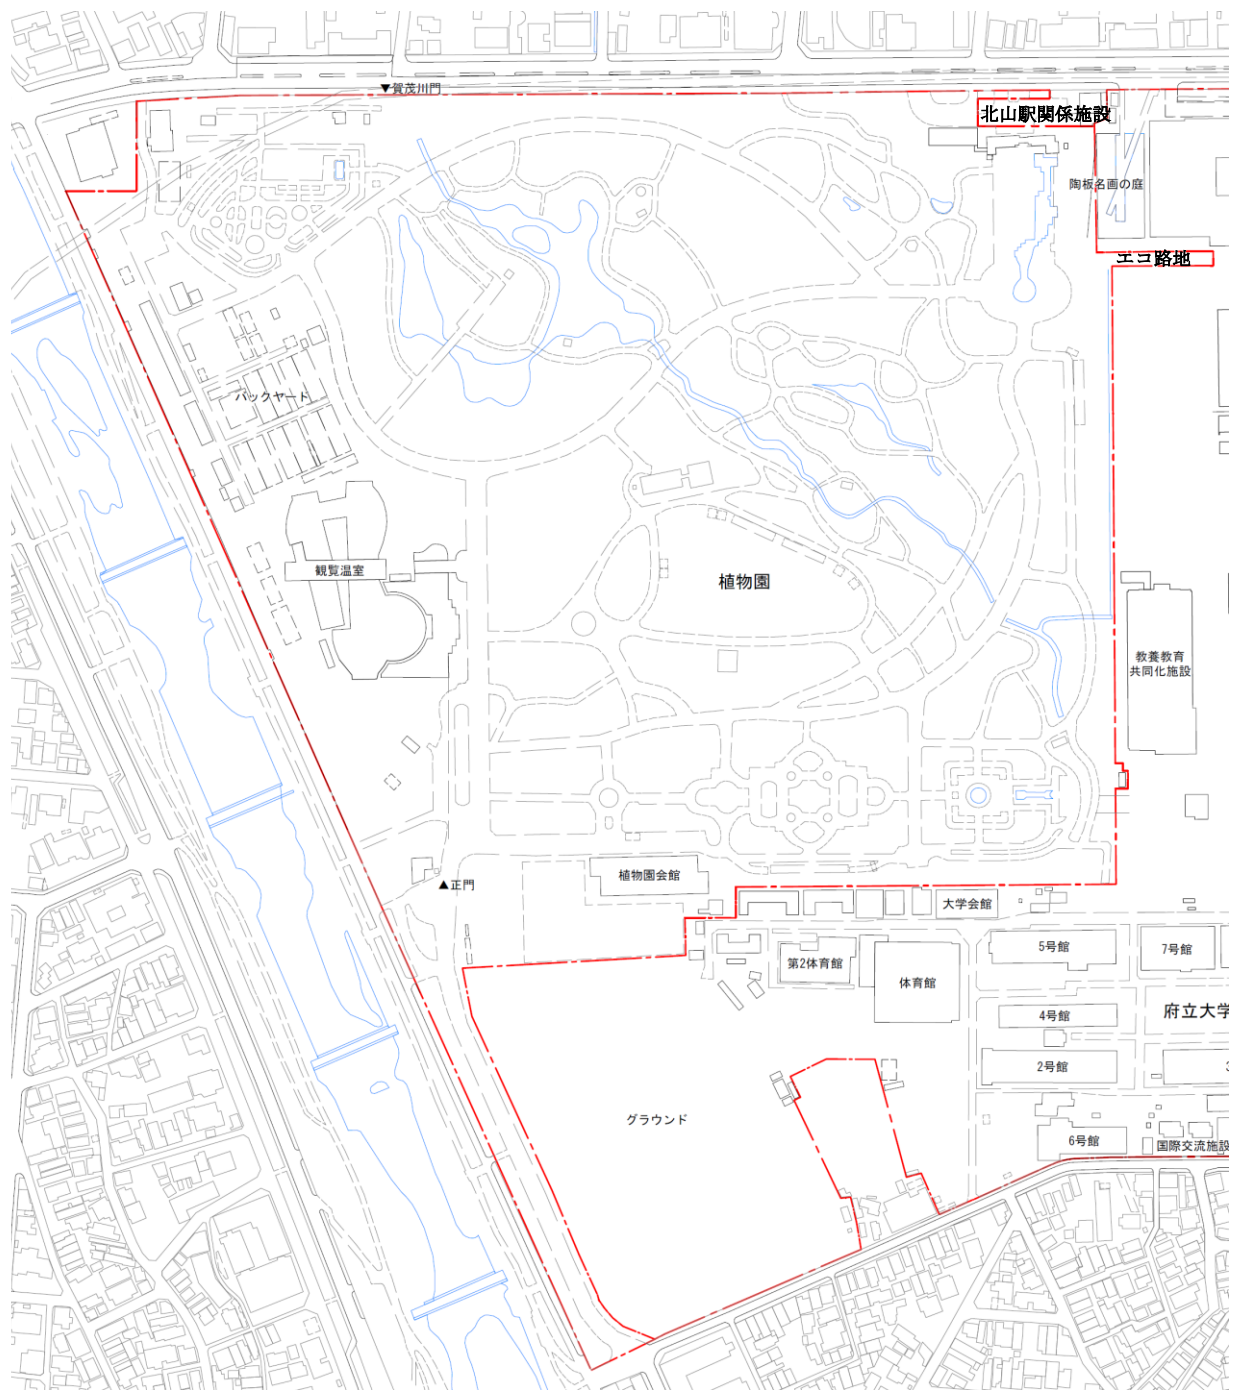 ▼賀茂川門
北山駅関係施設
陶板名画の庭
エコ路地
バックヤード
観覧温室
植物園
教養教育
共同化施設
植物園会館
▲正門
大学会館
5号館
7号館
第2体育館
体育館
4号館
府立大学
2号館
3
グラウンド
6号館
国際交流施設